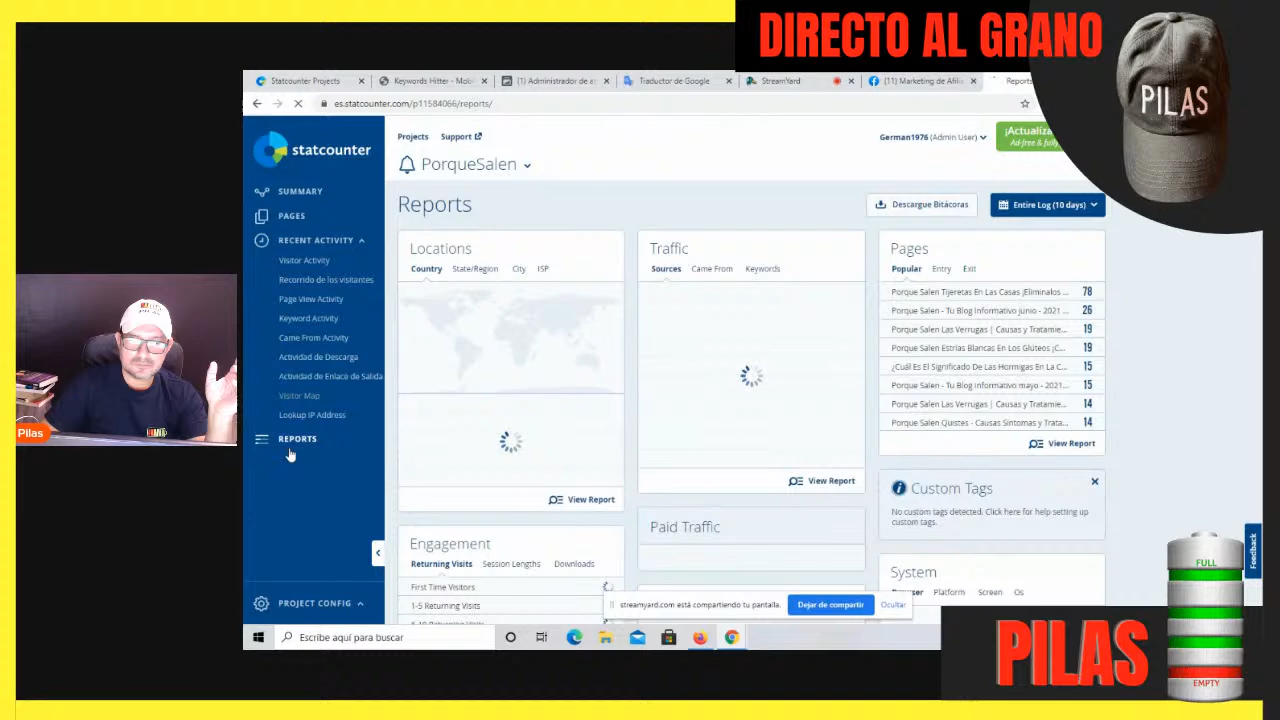 DIRECTO AL GRANO
PILAS
Statcounter Projects
Keywords Hitter - Mob
(1) Administrador de a
Traductor de Google
StreamYard
(11) Marketing de Afili
Reports
es.statcounter.com/p11584066/reports/
statcounter
Projects
Support
German1976 (Admin User)
¡Actualiza
Ad-free & full
PorqueSalen
SUMMARY
PAGES
RECENT ACTIVITY
Visitor Activity
Recorrido de los visitantes
Page View Activity
Keyword Activity
Came From Activity
Actividad de Descarga
Actividad de Enlace de Salida
Visitor Map
Lookup IP Address
REPORTS
PROJECT CONFIG
Reports
Descargue Bitácoras
Entire Log (10 days)
Locations
Country State/Region City ISP
View Report
Engagement
Returning Visits Session Lengths Downloads
First Time Visitors
1-5 Returning Visits
Traffic
Sources Came From Keywords
View Report
Paid Traffic
Pages
Popular Entry Exit
Porque Salen Tijeretas En Las Casas ¡Eliminalos ... 78
Porque Salen - Tu Blog Informativo junio - 2021 ... 26
Porque Salen Las Verrugas | Causas y Tratamie... 19
Porque Salen Estrías Blancas En Los Glúteos ¡C... 19
¿Cuál Es El Significado De Las Hormigas En La C... 15
Porque Salen - Tu Blog Informativo mayo - 2021... 15
Porque Salen Las Verrugas | Causas y Tratamie... 14
Porque Salen Quistes - Causas Sintomas y Trata... 14
View Report
Custom Tags
No custom tags detected. Click here for help setting up
custom tags.
System
Platform Screen Os
Feedback
streamyard.com está compartiendo tu pantalla.
Dejar de compartir
Ocultar
Escribe aquí para buscar
Pilas
PILAS
FULL
EMPTY